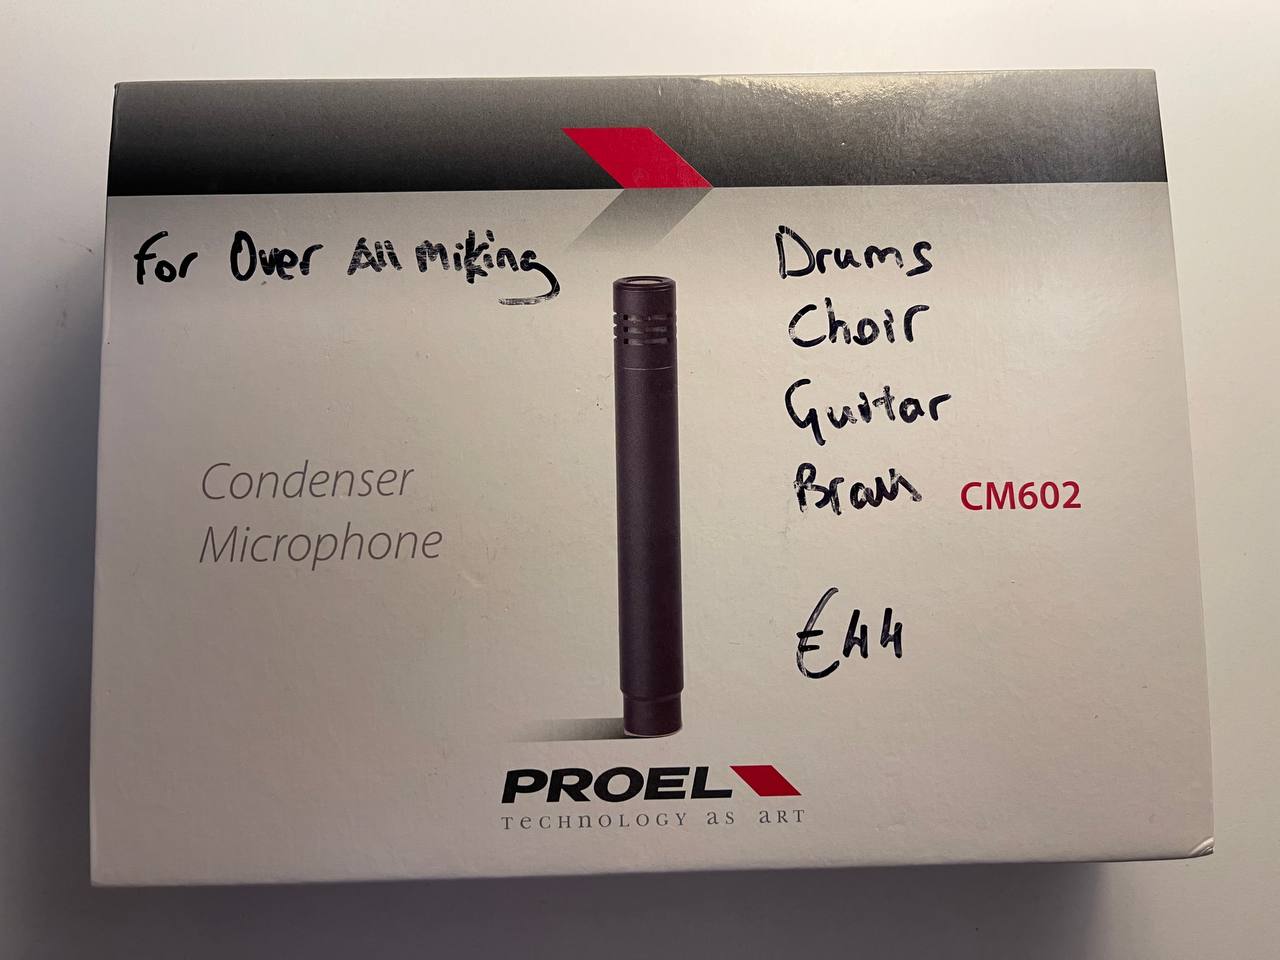 For Over All Miking
Drums
Choir
Guitar
Brass
CM602
Condenser
Microphone
€44
PROEL
TECHNOLOGY AS ART